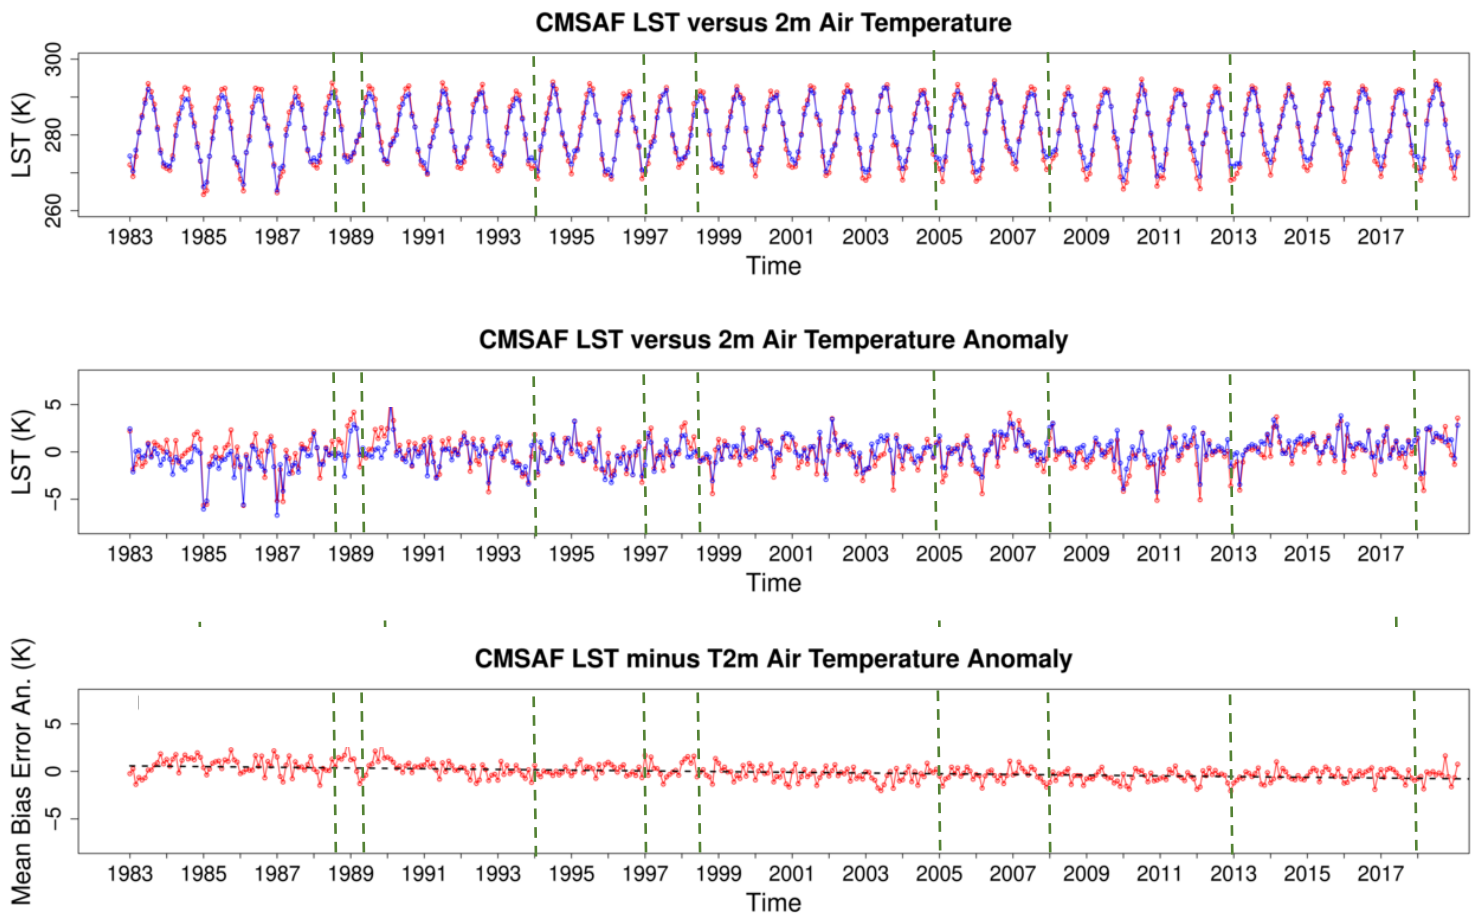 CMSAF LST versus 2m Air Temperature
LST (K)
300
280
260
1983 1985 1987 1989 1991 1993 1995 1997 1999 2001 2003 2005 2007 2009 2011 2013 2015 2017
Time
CMSAF LST versus 2m Air Temperature Anomaly
LST (K)
5
0
−5
1983 1985 1987 1989 1991 1993 1995 1997 1999 2001 2003 2005 2007 2009 2011 2013 2015 2017
Time
CMSAF LST minus T2m Air Temperature Anomaly
Mean Bias Error An. (K)
5
0
−5
1983 1985 1987 1989 1991 1993 1995 1997 1999 2001 2003 2005 2007 2009 2011 2013 2015 2017
Time